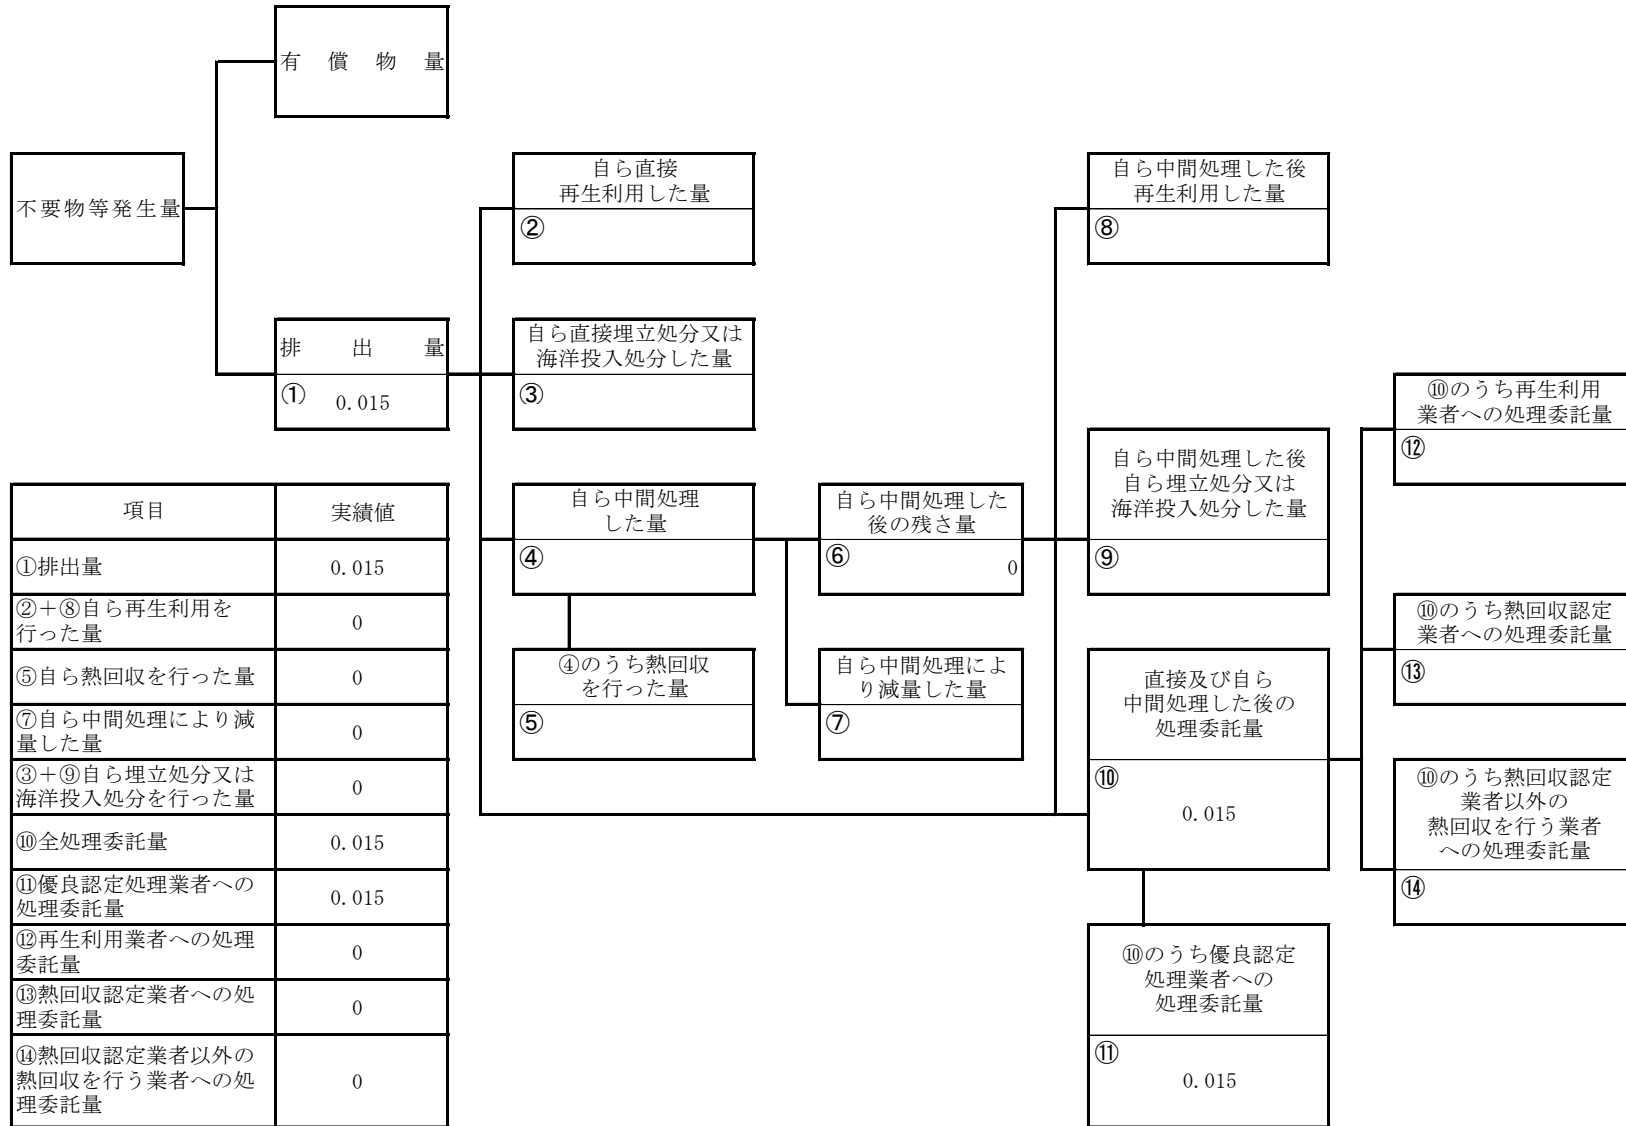 有償物量
不要物等発生量
自ら直接
再生利用した量
②
自ら中間処理した後
再生利用した量
⑧
排出量
① 0.015
自ら直接埋立処分又は
海洋投入処分した量
③
⑩のうち再生利用
業者への処理委託量
⑫
自ら中間処理した後
自ら埋立処分又は
海洋投入処分した量
⑨
自ら中間処理
した量
④
自ら中間処理した
後の残さ量
⑥ 0
⑩のうち熱回収認定
業者への処理委託量
⑬
④のうち熱回収
を行った量
⑤
自ら中間処理によ
り減量した量
⑦
直接及び自ら
中間処理した後の
処理委託量
⑩
0.015
⑩のうち熱回収認定
業者以外の
熱回収を行う業者
への処理委託量
⑭
⑩のうち優良認定
処理業者への
処理委託量
⑪
0.015
項目 実績値
①排出量 0.015
②+⑧自ら再生利用を
行った量 0
⑤自ら熱回収を行った量 0
⑦自ら中間処理により減
量した量 0
③+⑨自ら埋立処分又は
海洋投入処分を行った量 0
⑩全処理委託量 0.015
⑪優良認定処理業者への
処理委託量 0.015
⑫再生利用業者への処理
委託量 0
⑬熱回収認定業者への処
理委託量 0
⑭熱回収認定業者以外の
熱回収を行う業者への処
理委託量 0